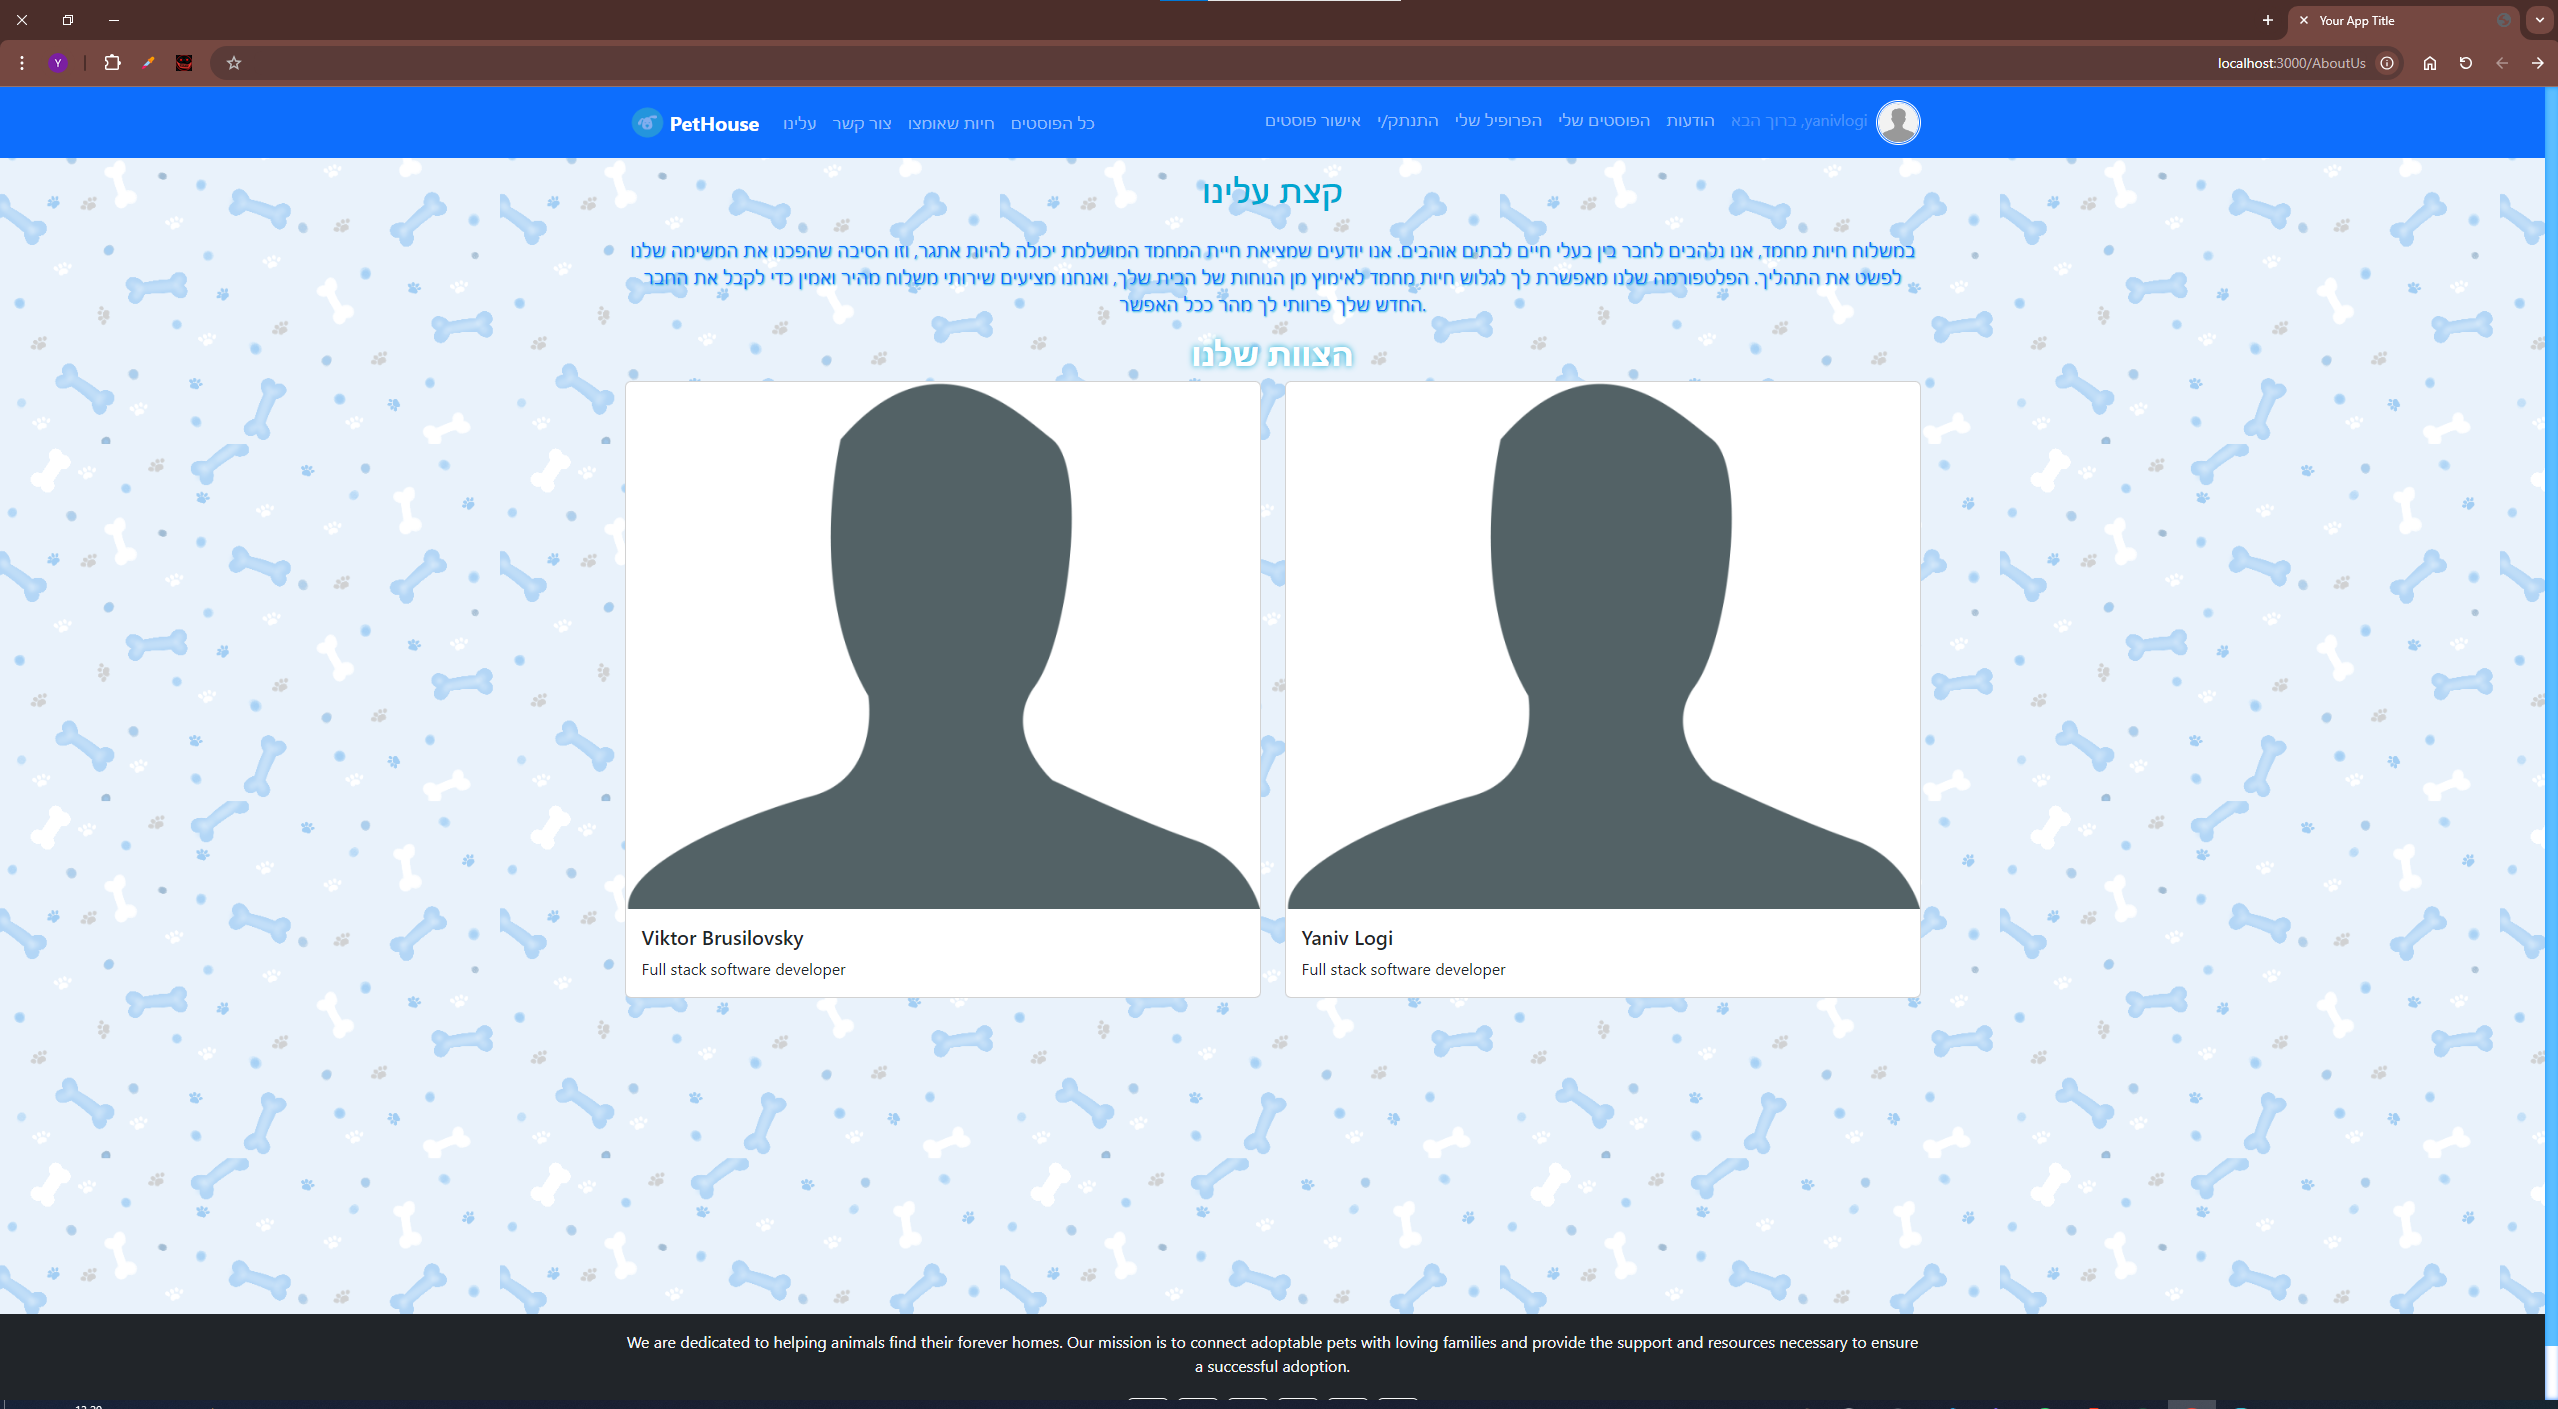 Your App Title
localhost:3000/AboutUs
Y
PetHouse
עלינו
צור קשר
חיות שאומצו
כל הפוסטים
אישור פוסטים
התנתק/י
הפרופיל שלי
הפוסטים שלי
הודעות
ברוך הבא ,yanivlogi
קצת עלינו
במשלוח חיות מחמד, אנו נלהבים לחבר בין בעלי חיים לבתים אוהבים. אנו יודעים שמציאת חיית המחמד המושלמת יכולה להיות אתגר, וזו הסיבה שהפכנו את המשימה שלנו
לפשט את התהליך. הפלטפורמה שלנו מאפשרת לך לגלוש חיות מחמד לאימוץ מן הנוחות של הבית שלך, ואנחנו מציעים שירותי משלוח מהיר ואמין כדי לקבל את החבר
החדש שלך פרוותי לך מהר ככל האפשר.
הצוות שלנו
Viktor Brusilovsky
Full stack software developer
Yaniv Logi
Full stack software developer
We are dedicated to helping animals find their forever homes. Our mission is to connect adoptable pets with loving families and provide the support and resources necessary to ensure
a successful adoption.